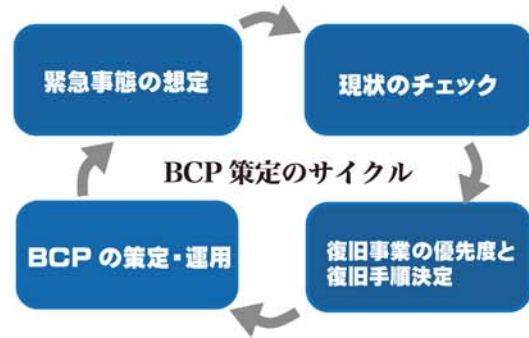 緊急事態の想定
現状のチェック
BCP 策定のサイクル
BCP の策定・運用
復旧事業の優先度と
復旧手順決定